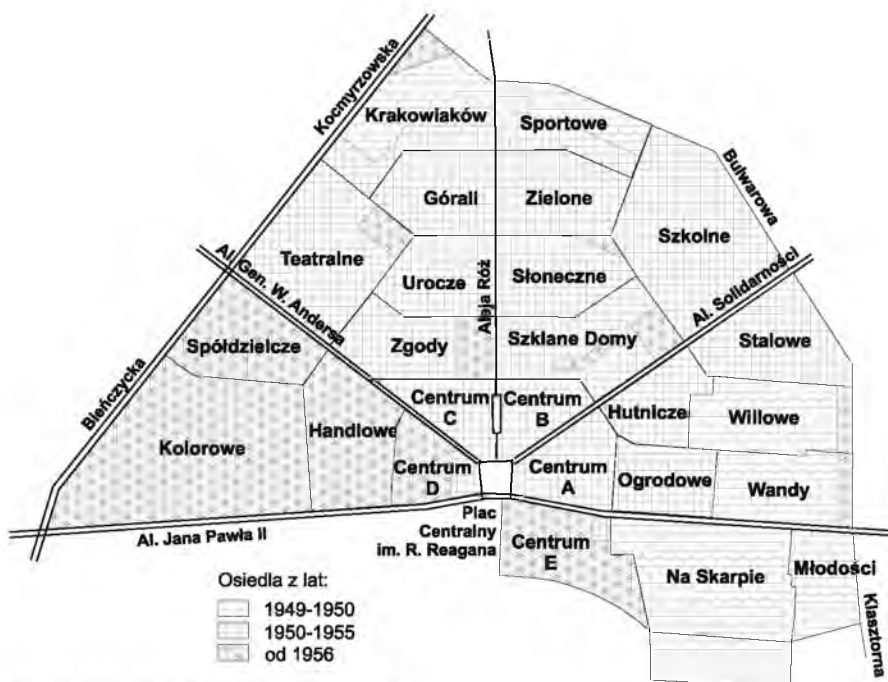 Kocmyrzowska
Krakowiaków
Sportowe
Bulwarowa
Górali
Zielone
Szkolne
Teatralne
Al. Gen. W. Andersa
Urocze
Aleja Róż
Słoneczne
Al. Solidarności
Spółdzielcze
Zgody
Szklane Domy
Stalowe
Bieńczycka
Centrum
C
Centrum
B
Hutnicze
Willowe
Kolorowe
Handlowe
Centrum
D
Centrum
A
Ogrodowe
Wandy
Al. Jana Pawła II
Plac
Centralny
im. R. Reagana
Centrum
E
Na Skarpie
Młodości
Klasztorna
Osiedla z lat:
1949-1950
1950-1955
od 1956